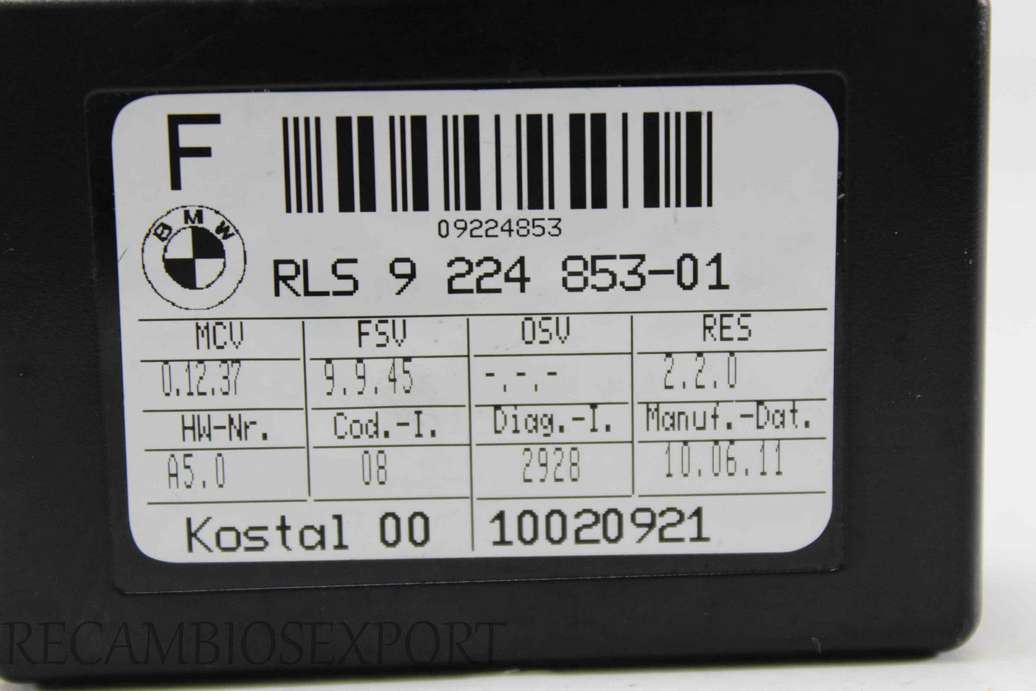 F
BMW
09224853
RLS 9 224 853-01
MCV FSV OSV RES
0.12.37 9.9.45 -.-.- 2.2.0
HW-Nr. Cod.-I. Diag.-I. Manuf.-Dat.
A5.0 08 2928 10.06.11
Kostal 00 10020921
RECAMBIOSEXPORT